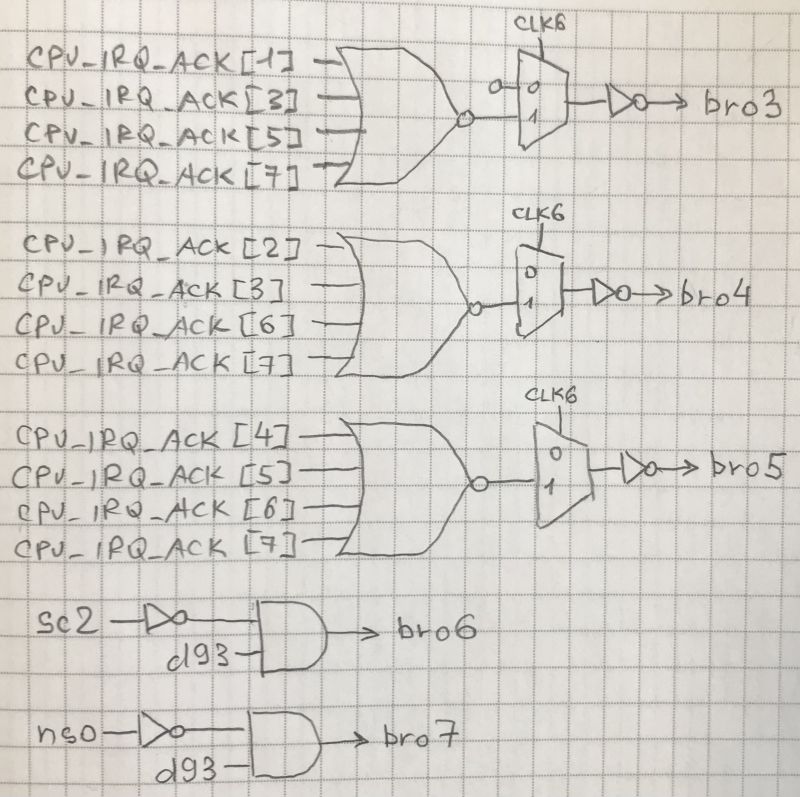 CLK6
CPU_IRQ_ACK [1]
CPU_IRQ_ACK [3]
CPU_IRQ_ACK [5]
CPU_IRQ_ACK [7]
0
1
bro3
CLK6
CPU_IRQ_ACK [2]
CPU_IRQ_ACK [3]
CPU_IRQ_ACK [6]
CPU_IRQ_ACK [7]
0
1
bro4
CLK6
CPU_IRQ_ACK [4]
CPU_IRQ_ACK [5]
CPU_IRQ_ACK [6]
CPU_IRQ_ACK [7]
0
1
bro5
sc2
d93
bro6
ns0
d93
bro7